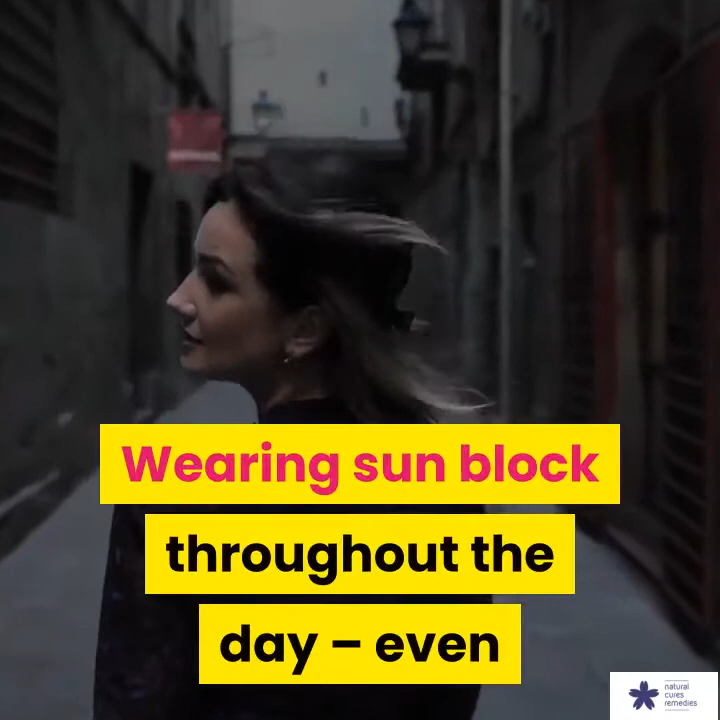 Wearing sun block
throughout the
day – even
natural
cures
remedies